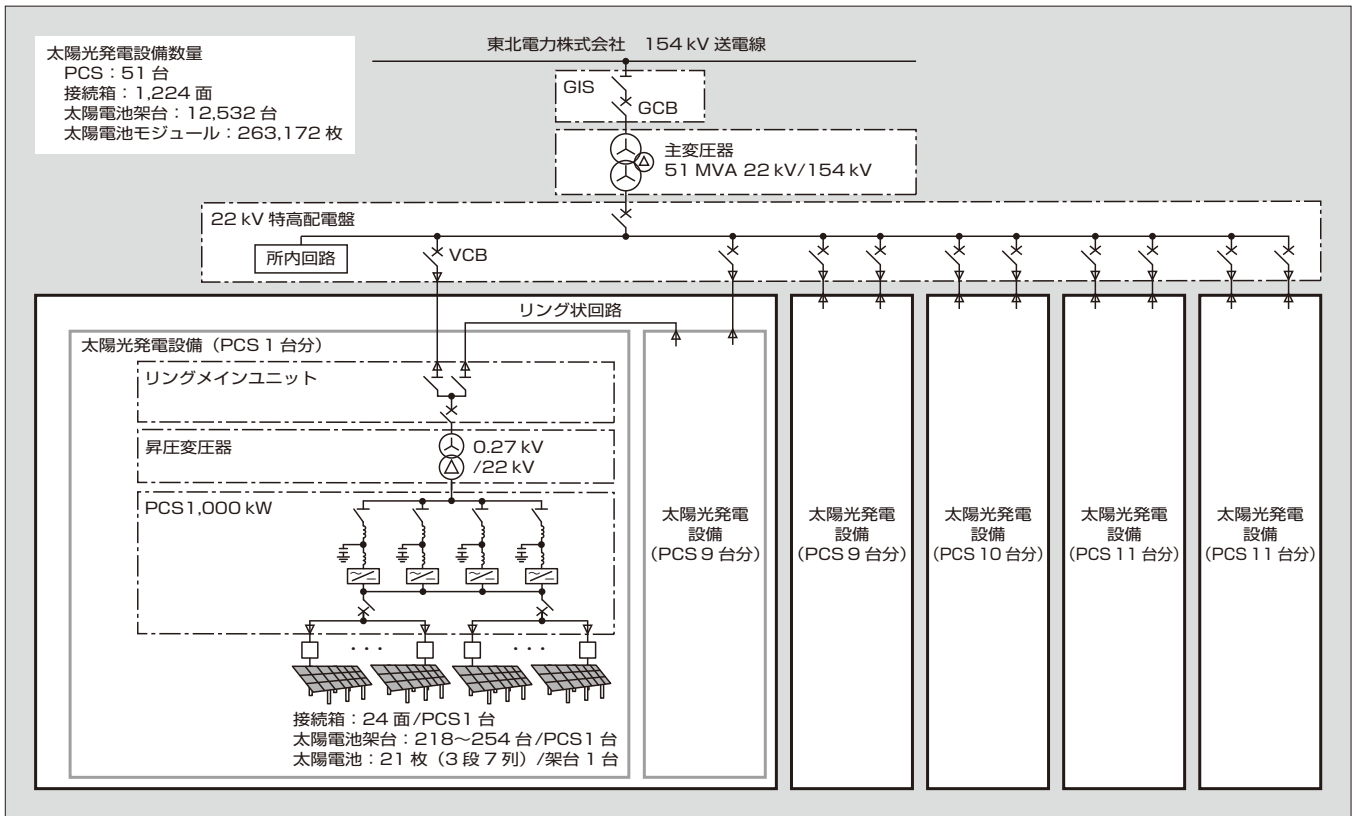 太陽光発電設備数量
PCS：51 台
接続箱：1,224 面
太陽電池架台：12,532 台
太陽電池モジュール：263,172 枚
東北電力株式会社　154 kV 送電線
GIS
GCB
主変圧器
51 MVA 22 kV/154 kV
22 kV 特高配電盤
所内回路
VCB
リング状回路
太陽光発電設備（PCS 1 台分）
リングメインユニット
昇圧変圧器
0.27 kV
/22 kV
PCS1,000 kW
接続箱：24 面/PCS1 台
太陽電池架台：218～254 台/PCS1 台
太陽電池：21 枚（3 段 7 列）/架台 1 台
太陽光発電
設備
（PCS 9 台分）
太陽光発電
設備
（PCS 9 台分）
太陽光発電
設備
（PCS 10 台分）
太陽光発電
設備
（PCS 11 台分）
太陽光発電
設備
（PCS 11 台分）